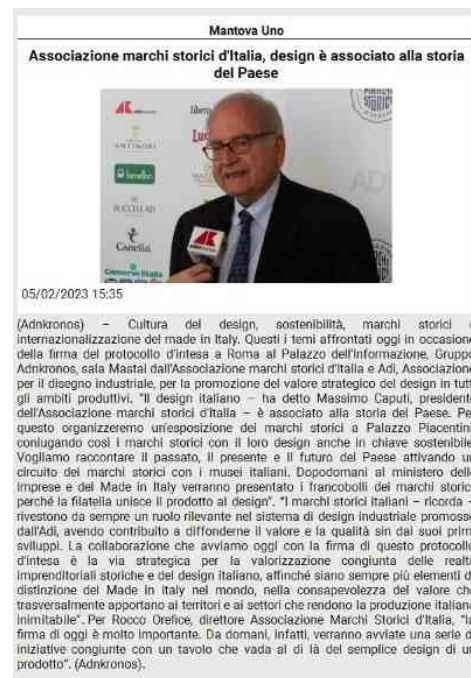 Mantova Uno
Associazione marchi storici d'Italia, design è associato alla storia
del Paese
ANTINORI
benetton
BUCCELLATI
Canella
Conserve Italia
ADI
05/02/2023 15:35
(Adnkronos) – Cultura del design, sostenibilità, marchi storici
internazionalizzazione del made in Italy. Questi i temi affrontati oggi in occasione
della firma del protocollo d'intesa a Roma al Palazzo dell'Informazione, Gruppo
Adnkronos, sala Mastai dall'Associazione marchi storici d'Italia e Adi, Associazione
per il disegno industriale, per la promozione del valore strategico del design in tutt
gli ambiti produttivi. "Il design italiano – ha detto Massimo Caputi, presidente
dell'Associazione marchi storici d'Italia – è associato alla storia del Paese. Pe
questo organizzeremo un'esposizione dei marchi storici a Palazzo Piacentin
coniugando così i marchi storici con il loro design anche in chiave sostenibile
Vogliamo raccontare il passato, il presente e il futuro del Paese attivando un
circuito dei marchi storici con i musei italiani. Dopodomani al ministero delle
Imprese e del Made in Italy verranno presentato i francobolli dei marchi storic
perché la filatelia unisce il prodotto al design". "I marchi storici italiani – ricorda -
rivestono da sempre un ruolo rilevante nel sistema di design industriale promosso
dall'Adi, avendo contribuito a diffonderne il valore e la qualità sin dai suoi prim
sviluppi. La collaborazione che avviamo oggi con la firma di questo protocollo
d'intesa è la via strategica per la valorizzazione congiunta delle realtà
imprenditoriali storiche e del design italiano, affinché siano sempre più elementi d
distinzione del Made in Italy nel mondo, nella consapevolezza del valore che
trasversalmente apportano ai territori e ai settori che rendono la produzione italiana
inimitabile". Per Rocco Orefice, direttore Associazione Marchi Storici d'Italia, "la
firma di oggi è molto importante. Da domani, infatti, verranno avviate una serie d
iniziative congiunte con un tavolo che vada al di là del semplice design di un
prodotto". (Adnkronos).